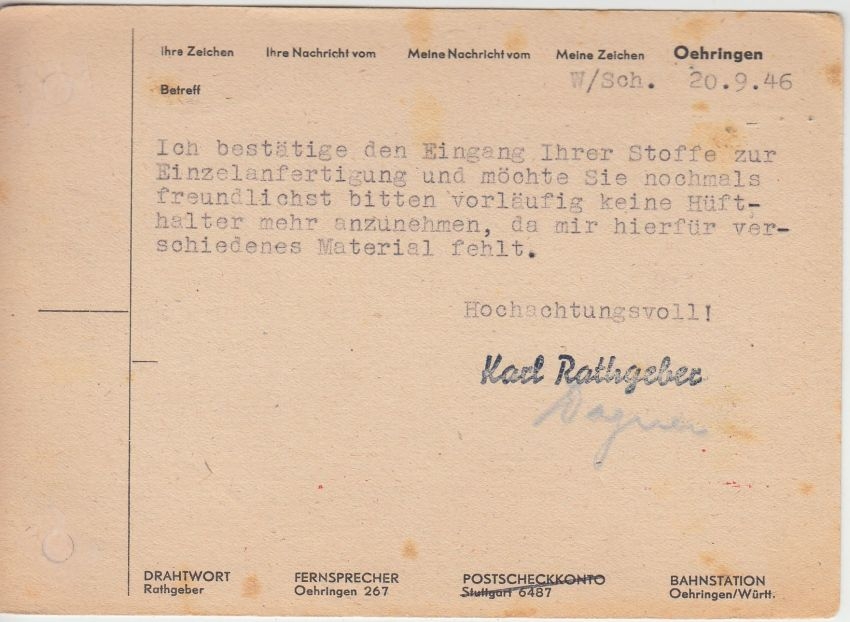 Ihre Zeichen Ihre Nachricht vom Meine Nachricht vom Meine Zeichen Oehringen
W/Sch. 20.9.46
Betreff
Ich bestätige den Eingang Ihrer Stoffe zur
Einzelanfertigung und möchte Sie nochmals
freundlichst bitten vorläufig keine Hüft-
halter mehr anzunehmen, da mir hierfür ver-
schiedenes Material fehlt.
Hochachtungsvoll!
Karl Rathgeber
DRAHTWORT FERNSPRECHER POSTSCHECKKONTO BAHNSTATION
Rathgeber Oehringen 267 Stuttgart 6487 Oehringen/Württ.